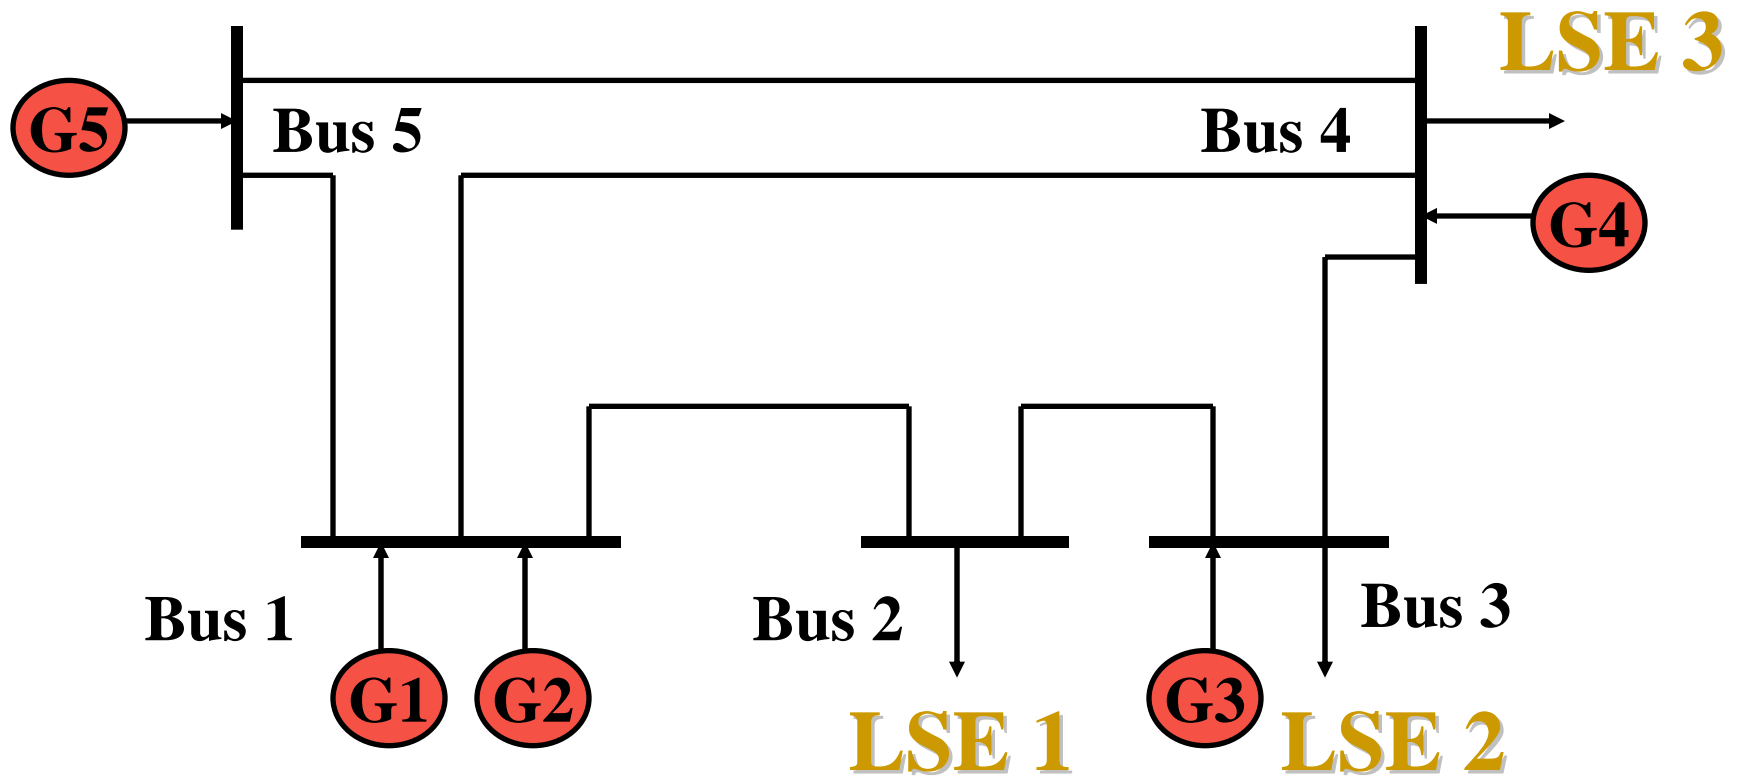 LSE 3
G5
Bus 5
Bus 4
G4
Bus 1
Bus 2
Bus 3
G1
G2
LSE 1
G3
LSE 2